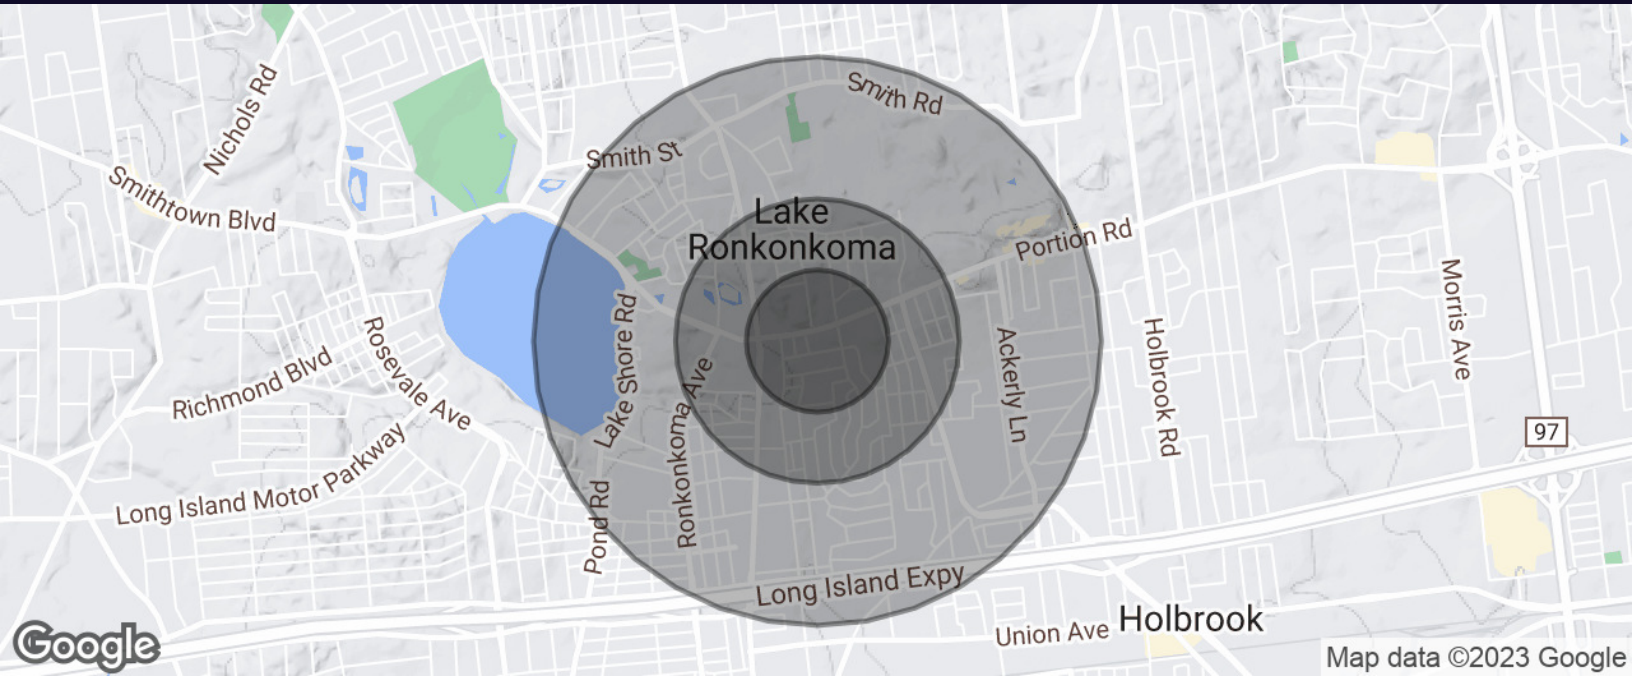 Smith Rd
Nichols Rd
Smith St
Smithtown Blvd
Lake
Ronkonkoma
Portion Rd
Morris Ave
Lake Shore Rd
Rosevale Ave
Holbrook Rd
Ackerly Ln
Richmond Blvd
Ronkonkoma Ave
97
Long Island Motor Parkway
Pond Rd
Long Island Expy
Holbrook
Union Ave
Google
Map data ©2023 Google